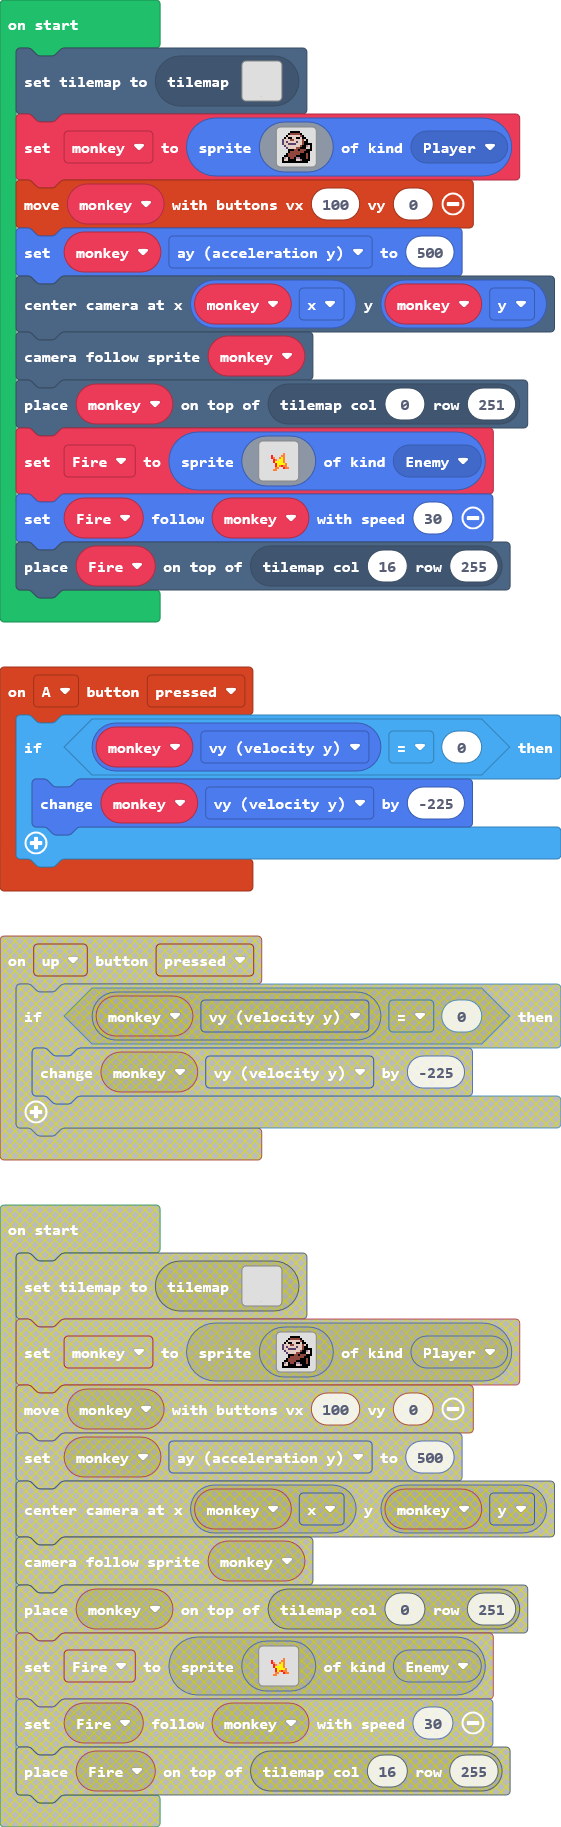 on start
set tilemap to tilemap
set monkey to sprite of kind Player
move monkey with buttons vx 100 vy 0
set monkey ay (acceleration y) to 500
center camera at x monkey x y monkey y
camera follow sprite monkey
place monkey on top of tilemap col 0 row 251
set Fire to sprite of kind Enemy
set Fire follow monkey with speed 30
place Fire on top of tilemap col 16 row 255
on A button pressed
if monkey vy (velocity y) = 0 then
change monkey vy (velocity y) by -225
on up button pressed
if monkey vy (velocity y) = 0 then
change monkey vy (velocity y) by -225
on start
set tilemap to tilemap
set monkey to sprite of kind Player
move monkey with buttons vx 100 vy 0
set monkey ay (acceleration y) to 500
center camera at x monkey x y monkey y
camera follow sprite monkey
place monkey on top of tilemap col 0 row 251
set Fire to sprite of kind Enemy
set Fire follow monkey with speed 30
place Fire on top of tilemap col 16 row 255